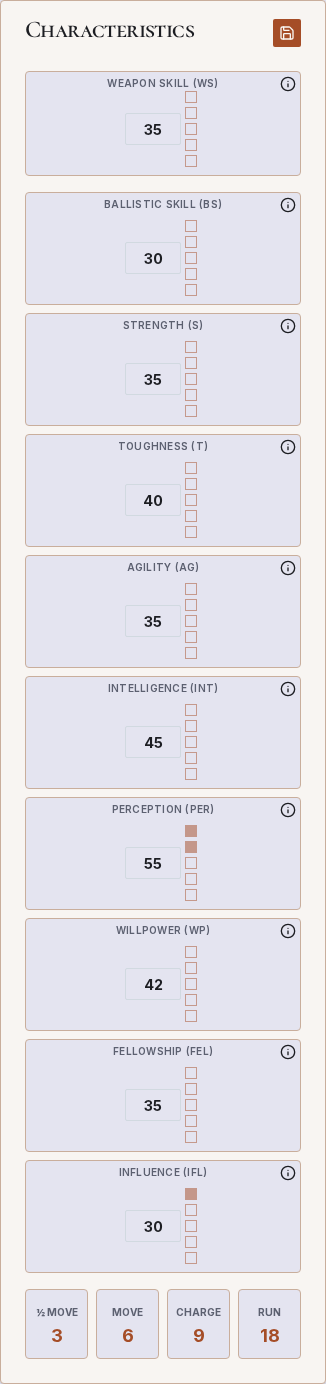 Characteristics
WEAPON SKILL (WS)
35
BALLISTIC SKILL (BS)
30
STRENGTH (S)
35
TOUGHNESS (T)
40
AGILITY (AG)
35
INTELLIGENCE (INT)
45
PERCEPTION (PER)
55
WILLPOWER (WP)
42
FELLOWSHIP (FEL)
35
INFLUENCE (IFL)
30
½ MOVE MOVE CHARGE RUN
3 6 9 18